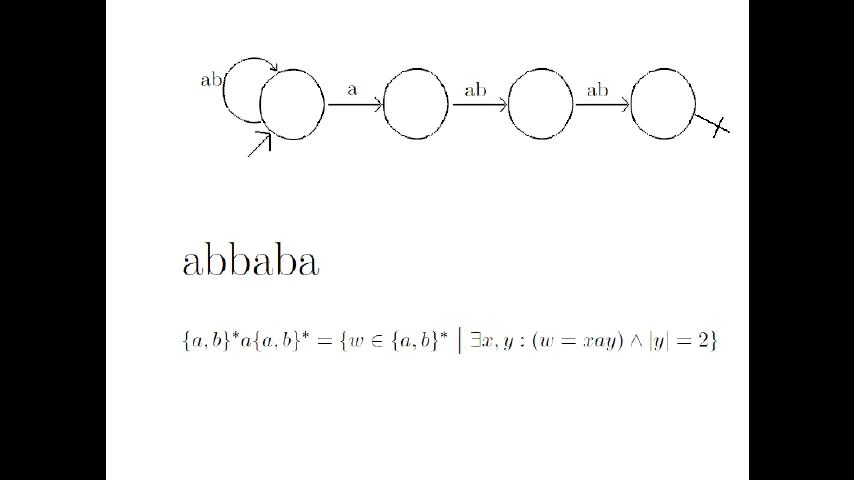 ab a ab ab
abbaba
{a, b}*a{a, b}* = {w ∈ {a, b}* | ∃x, y : (w = xay) ∧ |y| = 2}